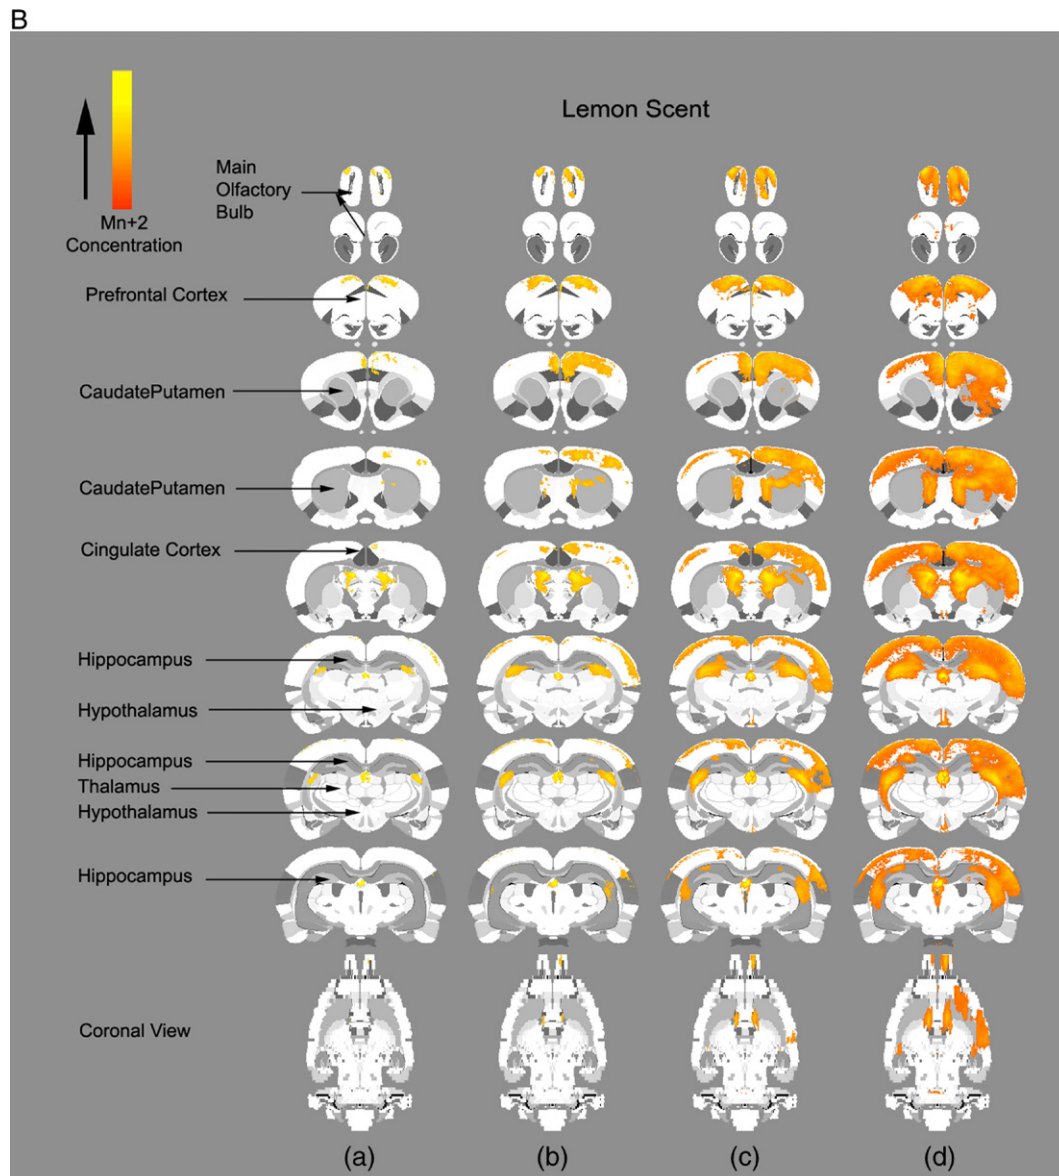 B
Lemon Scent
Mn+2
Concentration
Main
Olfactory
Bulb
Prefrontal Cortex
CaudatePutamen
CaudatePutamen
Cingulate Cortex
Hippocampus
Hypothalamus
Hippocampus
Thalamus
Hypothalamus
Hippocampus
Coronal View
(a) (b) (c) (d)